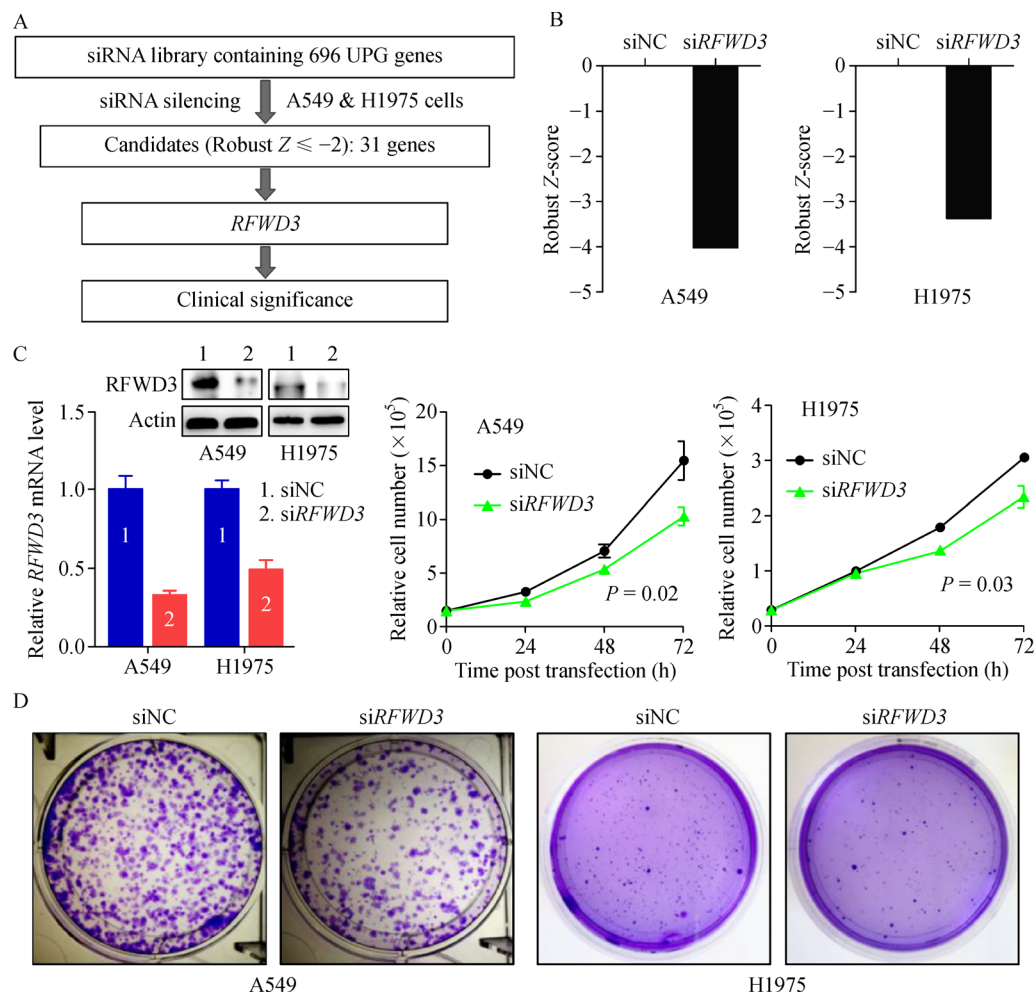 A
siRNA library containing 696 UPG genes
siRNA silencing A549 & H1975 cells
Candidates (Robust Z ⩽ −2): 31 genes
RFWD3
Clinical significance
B
siNC siRFWD3
Robust Z-score
0
−1
−2
−3
−4
−5
A549
siNC siRFWD3
Robust Z-score
0
−1
−2
−3
−4
−5
H1975
C
1 2 1 2
RFWD3
Actin
A549 H1975
1. siNC
2. siRFWD3
Relative RFWD3 mRNA level
1.5
1.0
0.5
0.0
1 2 1 2
A549 H1975
Relative cell number (× 10⁵)
20
15
10
5
0
A549
siNC
siRFWD3
P = 0.02
0 24 48 72
Time post transfection (h)
Relative cell number (× 10⁵)
4
3
2
1
0
H1975
siNC
siRFWD3
P = 0.03
0 24 48 72
Time post transfection (h)
D
siNC siRFWD3 siNC siRFWD3
A549 H1975